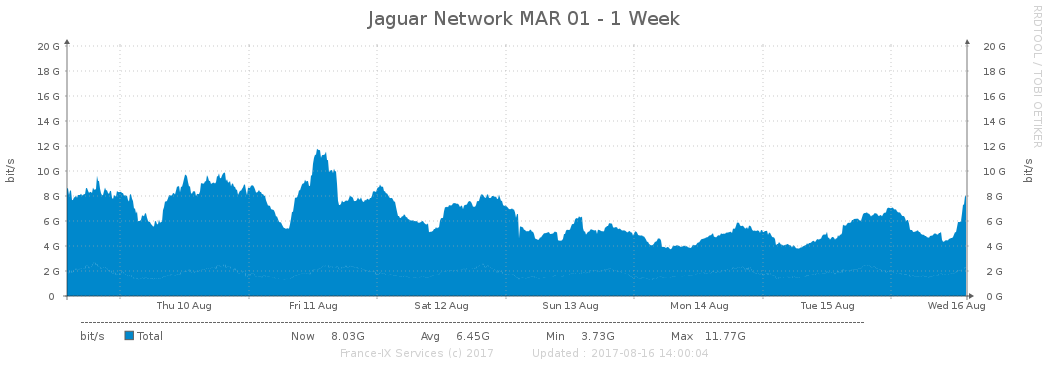 Jaguar Network MAR 01 - 1 Week
RRDTOOL / TOBI OETIKER
bit/s
bit/s
20 G 20 G
18 G 18 G
16 G 16 G
14 G 14 G
12 G 12 G
10 G 10 G
8 G 8 G
6 G 6 G
4 G 4 G
2 G 2 G
0 0 G
Thu 10 Aug Fri 11 Aug Sat 12 Aug Sun 13 Aug Mon 14 Aug Tue 15 Aug Wed 16 Aug
bit/s Total Now 8.03G Avg 6.45G Min 3.73G Max 11.77G
France-IX Services (c) 2017 Updated : 2017-08-16 14:00:04